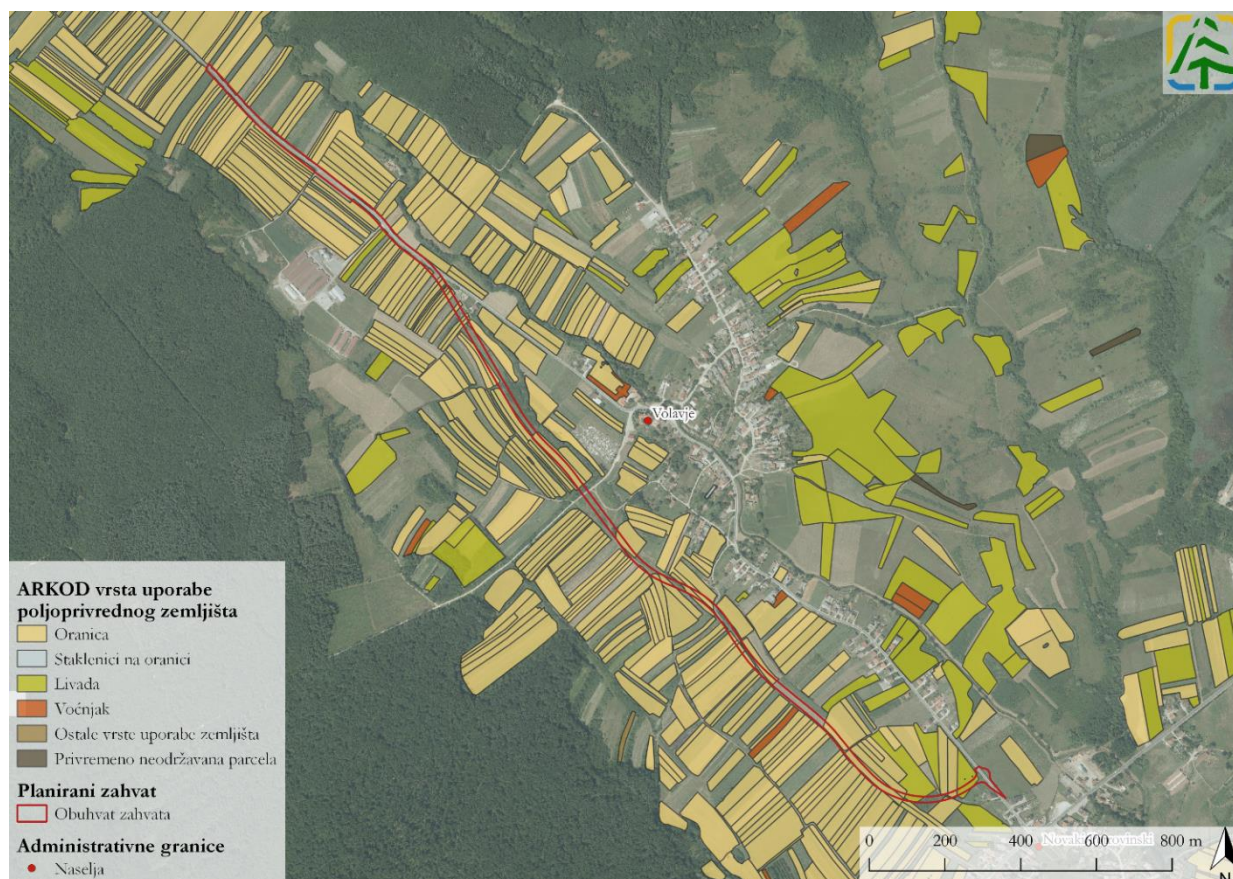 Volavje
ARKOD vrsta uporabe
poljoprivrednog zemljišta
Oranica
Staklenici na oranici
Livada
Voćnjak
Ostale vrste uporabe zemljišta
Privremeno neodržavana parcela
Planirani zahvat
Obuhvat zahvata
Administrativne granice
Naselja
0 200 400 600 800 m
N